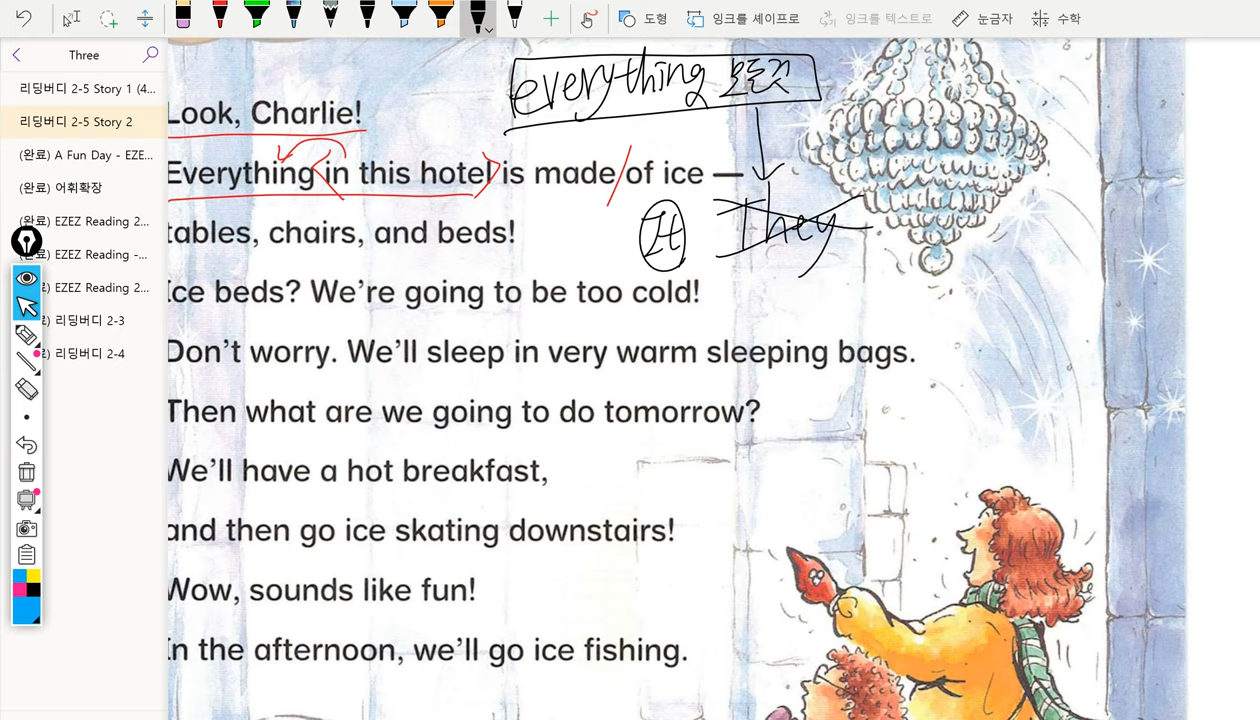 도형
잉크를 셰이프로
잉크를 텍스트로
눈금자
수학
Three
리딩버디 2-5 Story 1 (4...
리딩버디 2-5 Story 2
(완료) A Fun Day - EZE...
(완료) 어휘확장
(완료) EZEZ Reading 2...
료) EZEZ Reading -...
료) EZEZ Reading 2...
료) 리딩버디 2-3
료) 리딩버디 2-4
everything 모든것
Look, Charlie!
Everything in this hotel is made of ice —
It They
tables, chairs, and beds!
Ice beds? We're going to be too cold!
Don't worry. We'll sleep in very warm sleeping bags.
Then what are we going to do tomorrow?
We'll have a hot breakfast,
and then go ice skating downstairs!
Wow, sounds like fun!
In the afternoon, we'll go ice fishing.